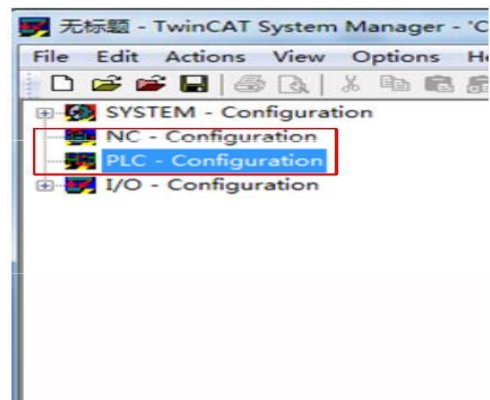 无标题 - TwinCAT System Manager - 'C
File Edit Actions View Options
SYSTEM - Configuration
NC - Configuration
PLC - Configuration
I/O - Configuration